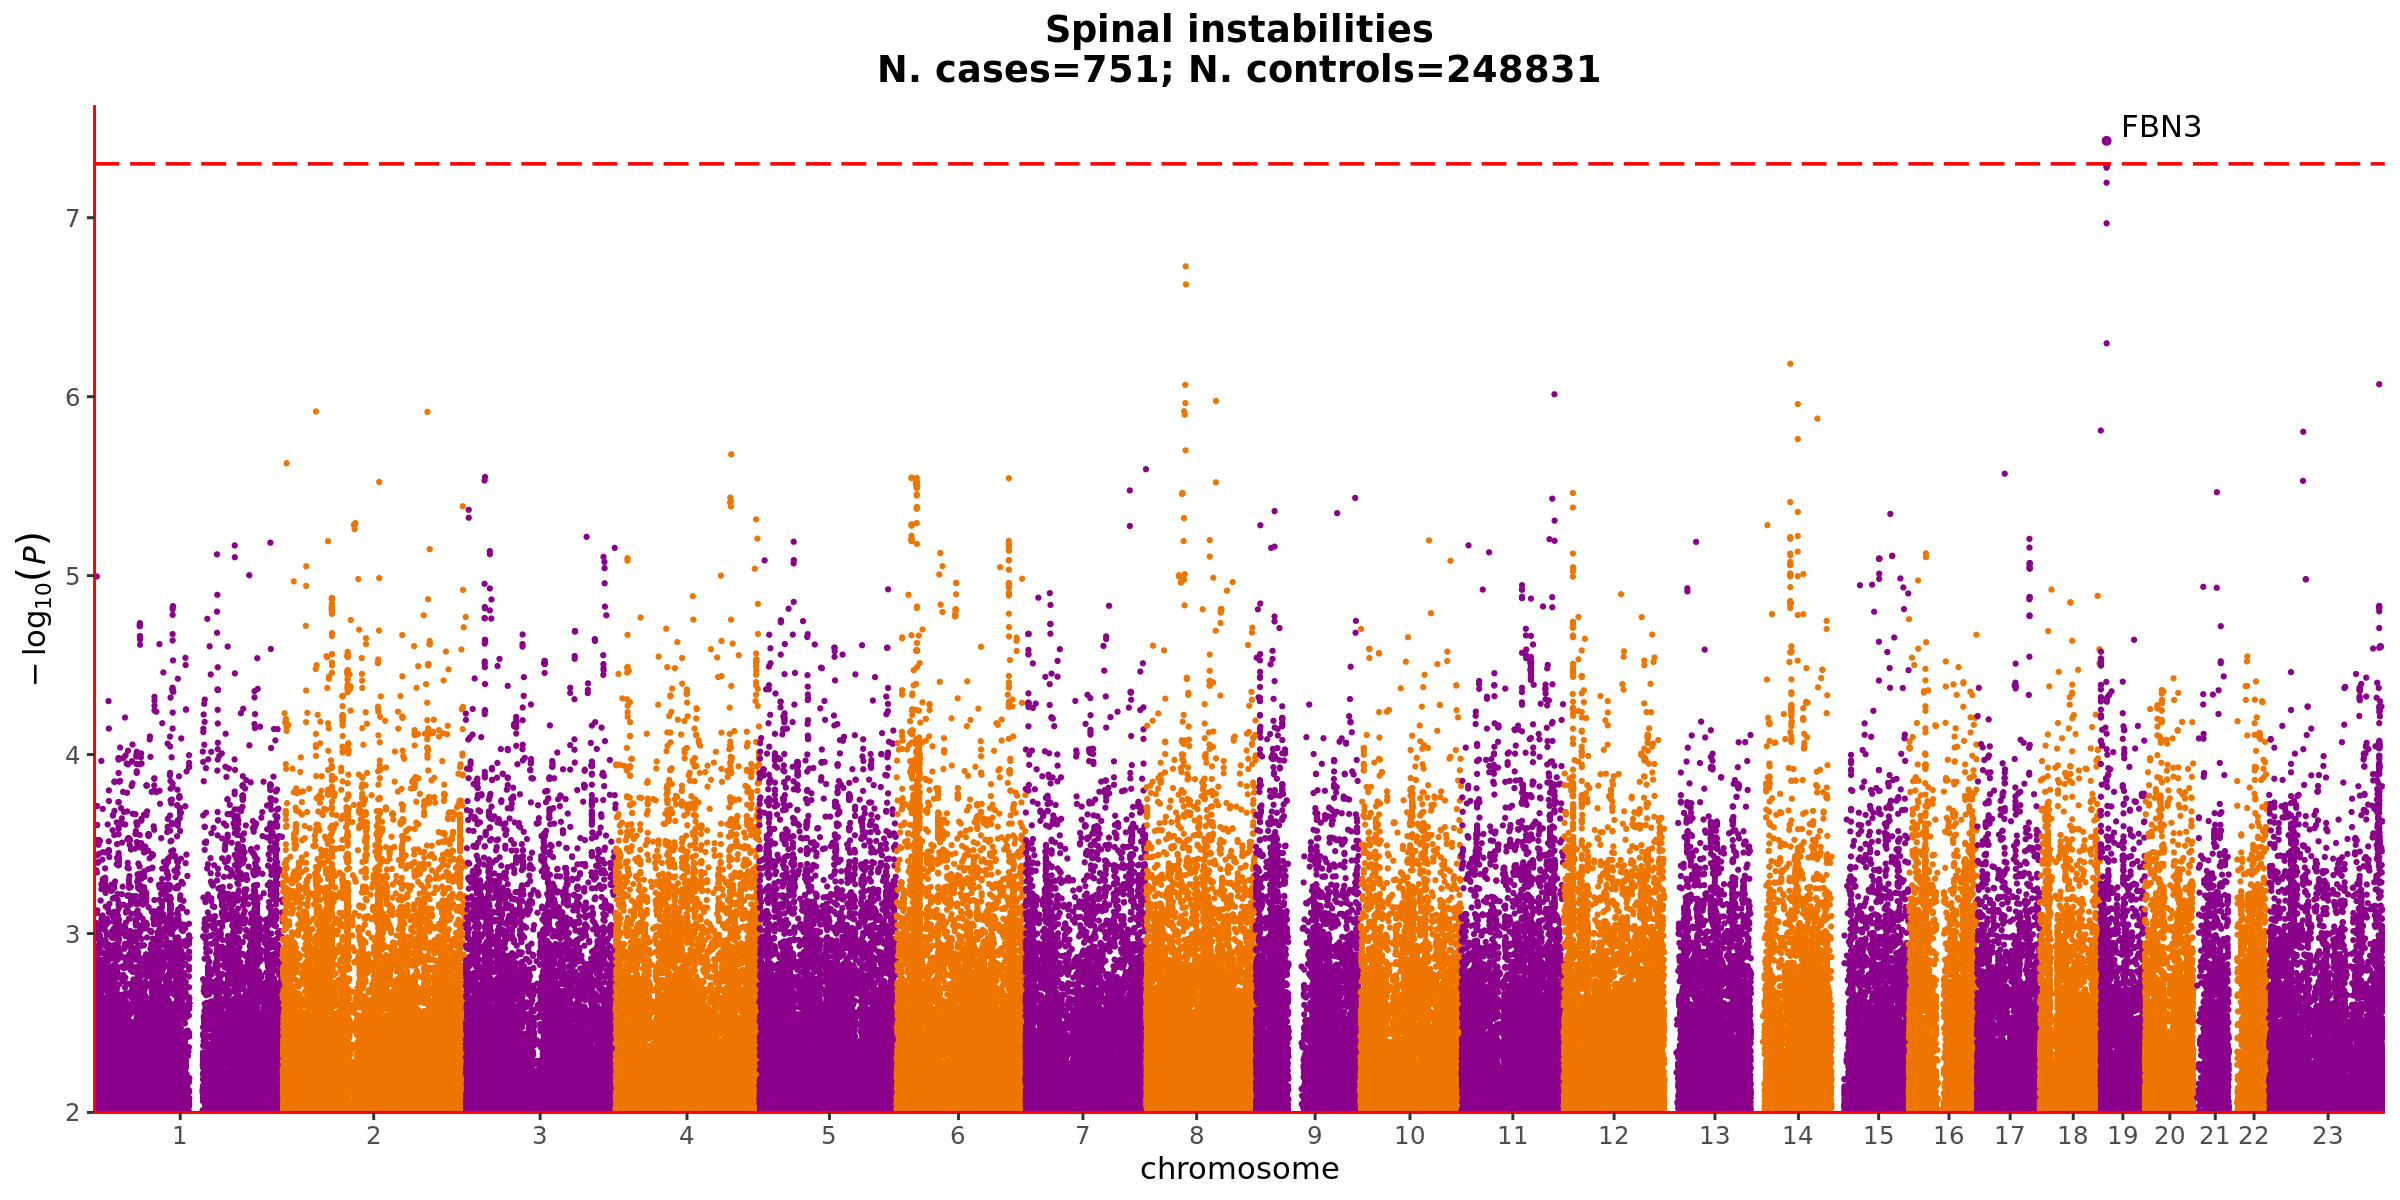 Spinal instabilities
N. cases=751; N. controls=248831
FBN3
7
6
5
4
3
2
−log10(P)
1 2 3 4 5 6 7 8 9 10 11 12 13 14 15 16 17 18 19 20 21 22 23
chromosome